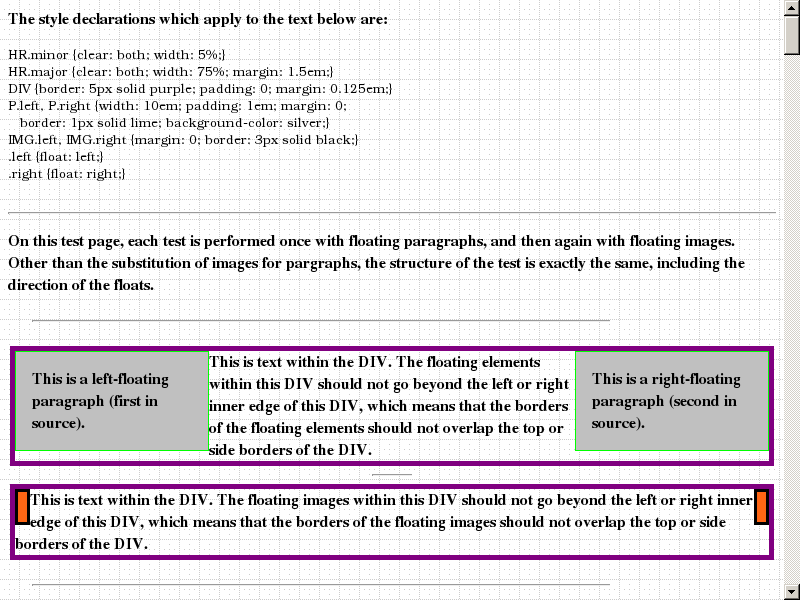 The style declarations which apply to the text below are:
HR.minor {clear: both; width: 5%;}
HR.major {clear: both; width: 75%; margin: 1.5em;}
DIV {border: 5px solid purple; padding: 0; margin: 0.125em;}
P.left, P.right {width: 10em; padding: 1em; margin: 0;
border: 1px solid lime; background-color: silver;}
IMG.left, IMG.right {margin: 0; border: 3px solid black;}
.left {float: left;}
.right {float: right;}
On this test page, each test is performed once with floating paragraphs, and then again with floating images.
Other than the substitution of images for pargraphs, the structure of the test is exactly the same, including the
direction of the floats.
This is a left-floating
paragraph (first in
source).
This is text within the DIV. The floating elements
within this DIV should not go beyond the left or right
inner edge of this DIV, which means that the borders
of the floating elements should not overlap the top or
side borders of the DIV.
This is a right-floating
paragraph (second in
source).
This is text within the DIV. The floating images within this DIV should not go beyond the left or right inner
edge of this DIV, which means that the borders of the floating images should not overlap the top or side
borders of the DIV.